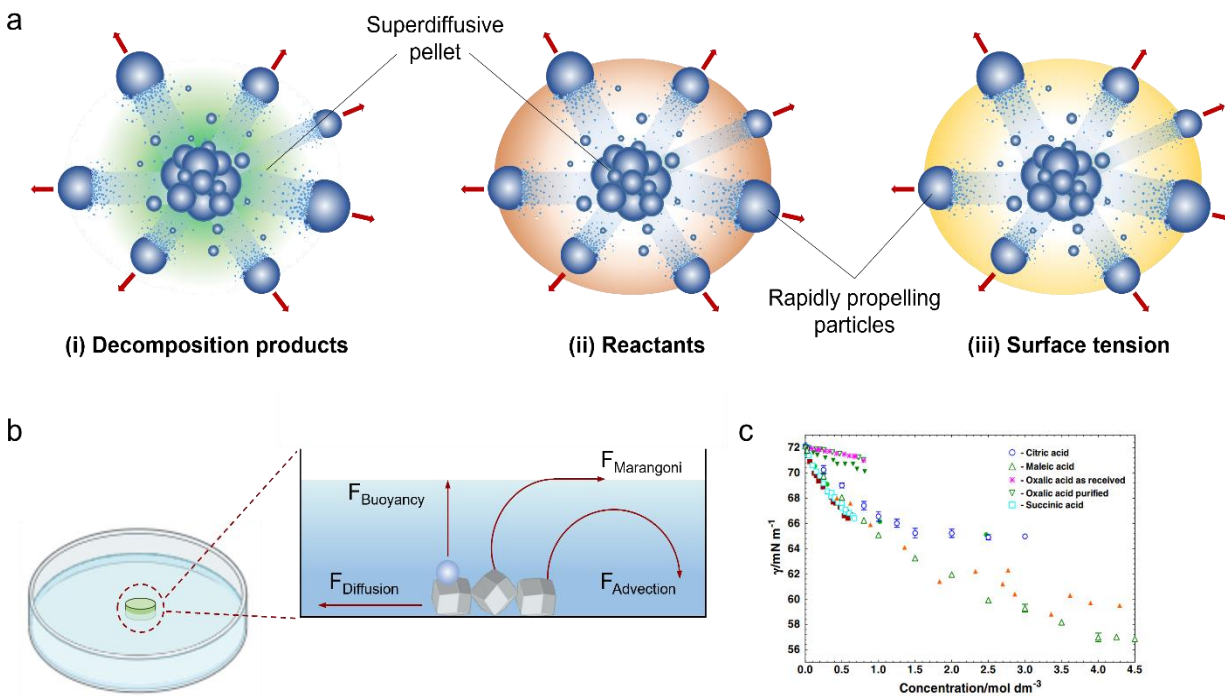 a
Superdiffusive
pellet
Rapidly propelling
particles
(i) Decomposition products
(ii) Reactants
(iii) Surface tension
b
F_Marangoni
F_Buoyancy
F_Diffusion
F_Advection
c
γ/mN m⁻¹
72
70
68
66
64
62
60
58
56
- Citric acid
- Maleic acid
- Oxalic acid as received
- Oxalic acid purified
- Succinic acid
0.0 0.5 1.0 1.5 2.0 2.5 3.0 3.5 4.0 4.5
Concentration/mol dm⁻³